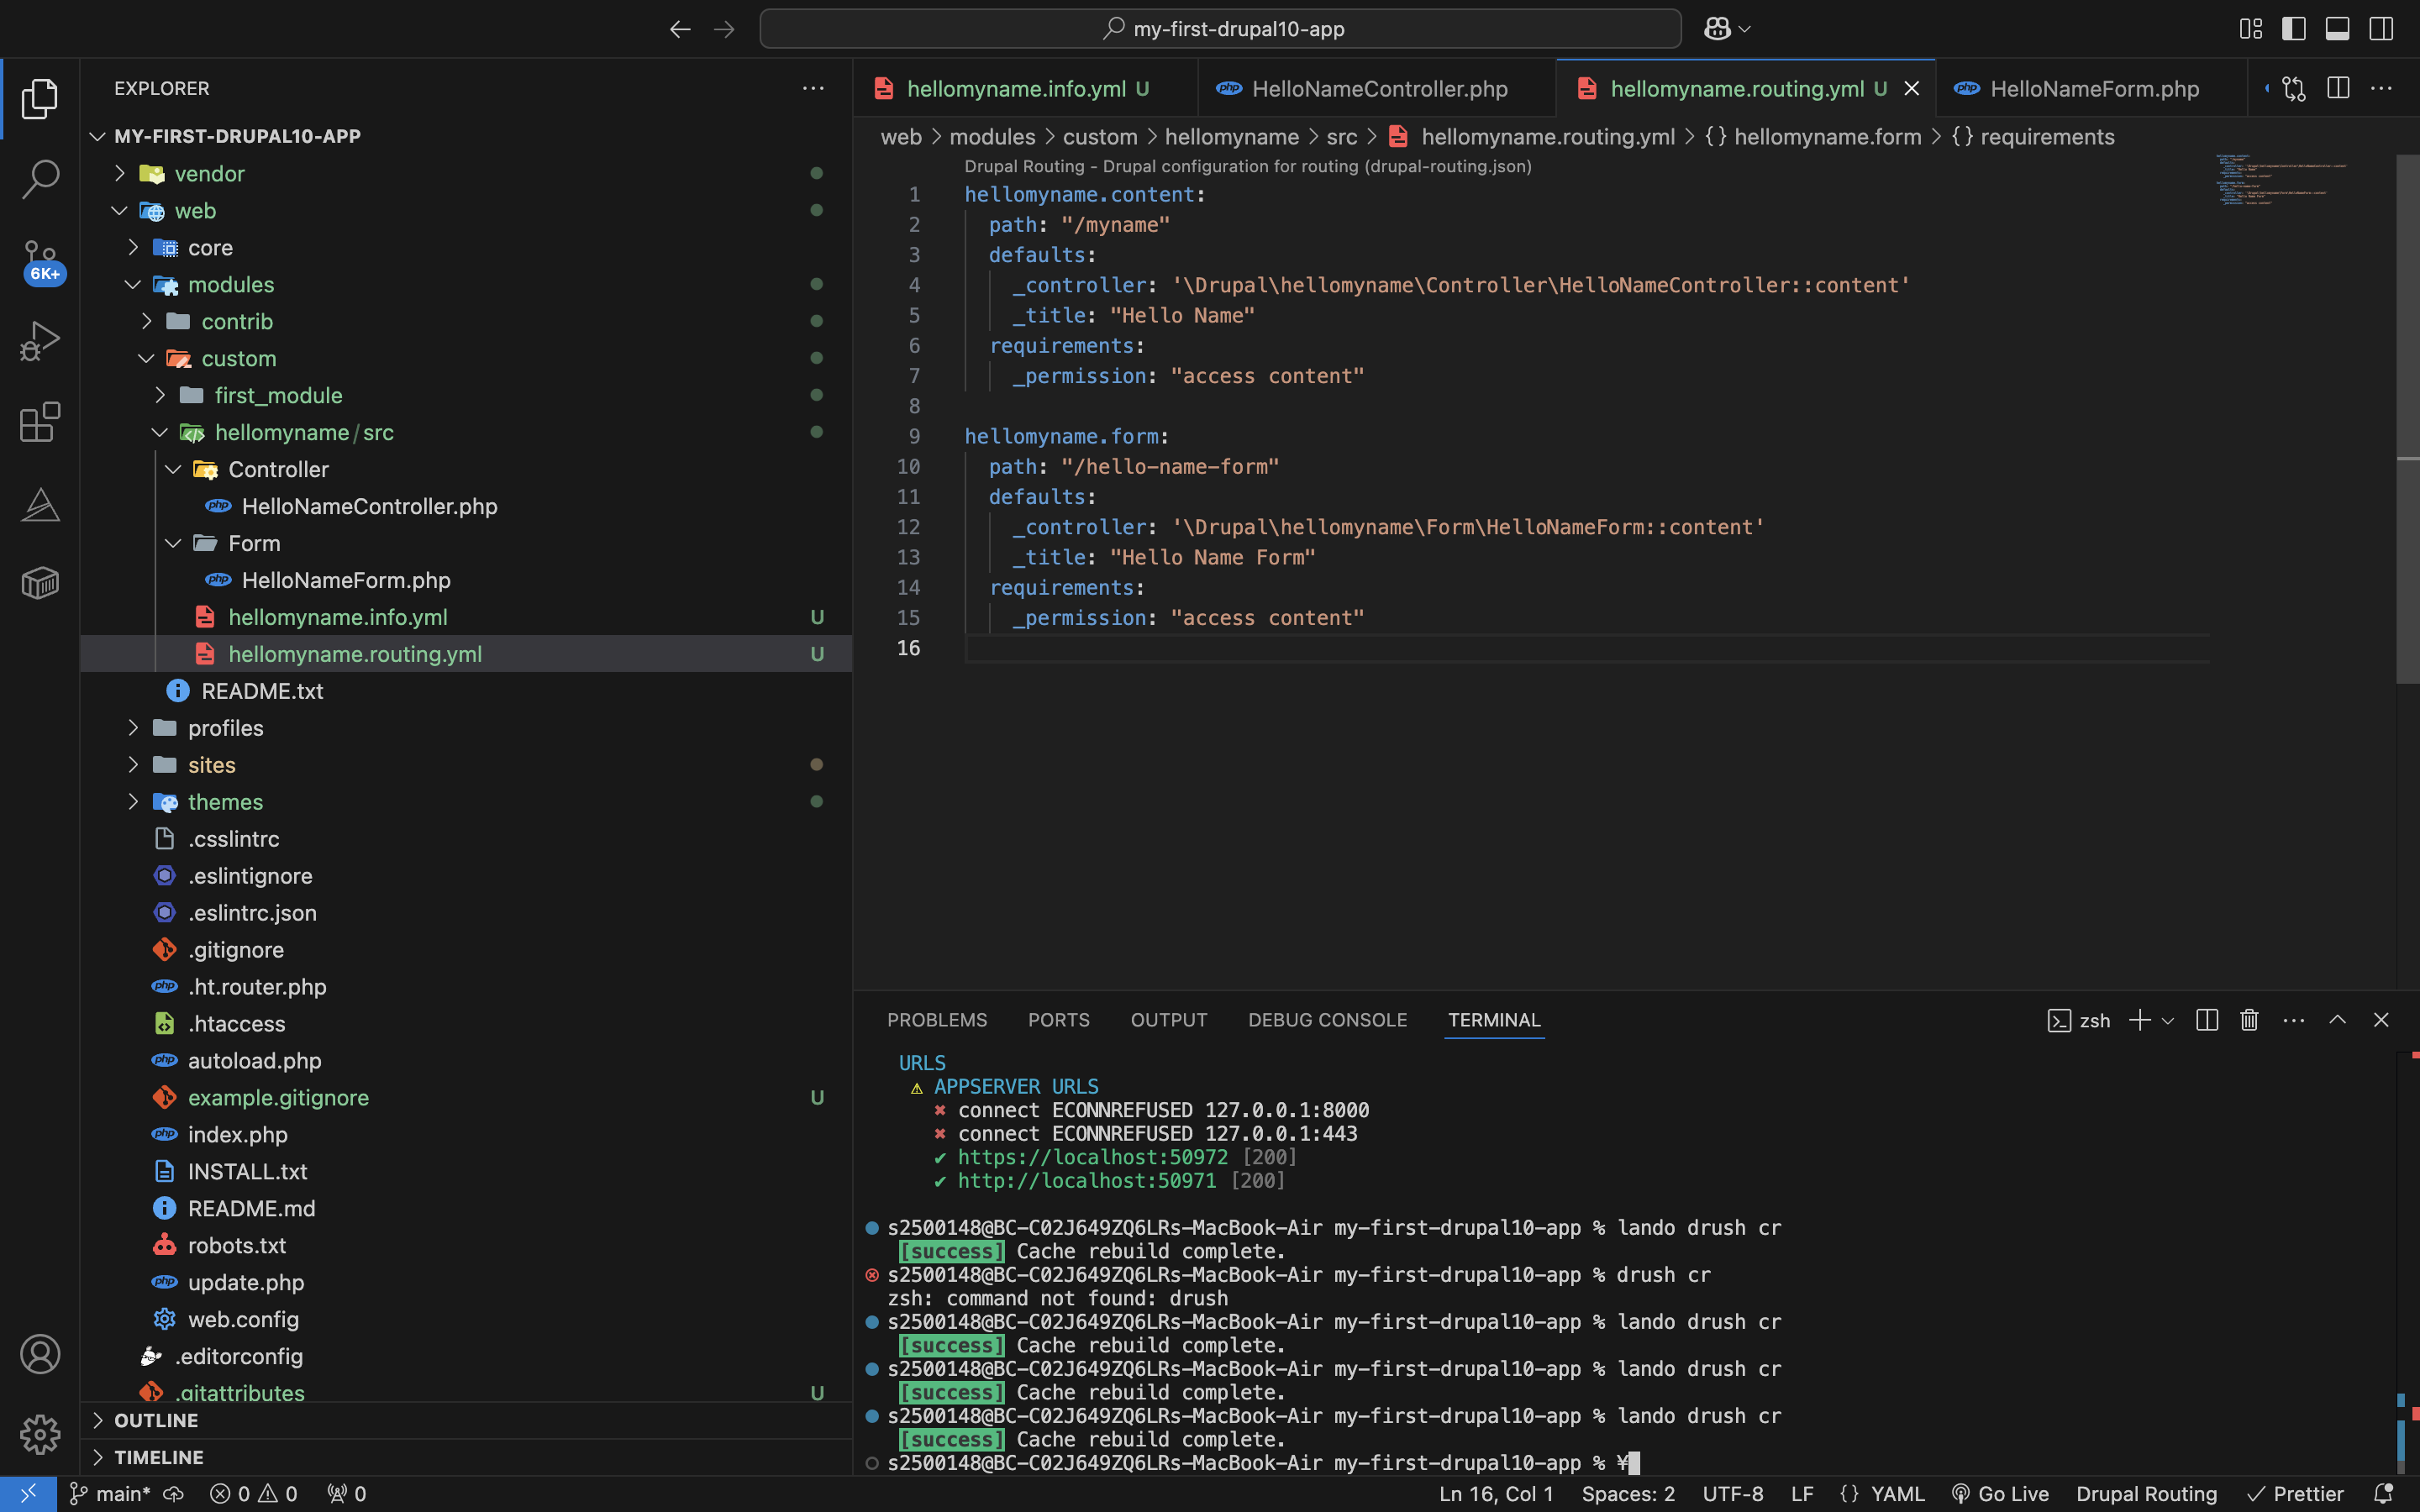 my-first-drupal10-app
EXPLORER
MY-FIRST-DRUPAL10-APP
vendor
web
core
modules
contrib
custom
first_module
hellomyname/src
Controller
HelloNameController.php
Form
HelloNameForm.php
hellomyname.info.yml U
hellomyname.routing.yml U
README.txt
profiles
sites
themes
.csslintrc
.eslintignore
.eslintrc.json
.gitignore
.ht.router.php
.htaccess
autoload.php
example.gitignore U
index.php
INSTALL.txt
README.md
robots.txt
update.php
web.config
.editorconfig
.gitattributes U
OUTLINE
TIMELINE
6K+
hellomyname.info.yml U
HelloNameController.php
hellomyname.routing.yml U
HelloNameForm.php
web > modules > custom > hellomyname > src > hellomyname.routing.yml > {} hellomyname.form > {} requirements
Drupal Routing - Drupal configuration for routing (drupal-routing.json)
1 hellomyname.content:
2 path: "/myname"
3 defaults:
4 _controller: '\Drupal\hellomyname\Controller\HelloNameController::content'
5 _title: "Hello Name"
6 requirements:
7 _permission: "access content"
8
9 hellomyname.form:
10 path: "/hello-name-form"
11 defaults:
12 _controller: '\Drupal\hellomyname\Form\HelloNameForm::content'
13 _title: "Hello Name Form"
14 requirements:
15 _permission: "access content"
16
PROBLEMS PORTS OUTPUT DEBUG CONSOLE TERMINAL
zsh
URLS
⚠ APPSERVER URLS
✖ connect ECONNREFUSED 127.0.0.1:8000
✖ connect ECONNREFUSED 127.0.0.1:443
✔ https://localhost:50972 [200]
✔ http://localhost:50971 [200]
s2500148@BC-C02J649ZQ6LRs-MacBook-Air my-first-drupal10-app % lando drush cr
[success] Cache rebuild complete.
s2500148@BC-C02J649ZQ6LRs-MacBook-Air my-first-drupal10-app % drush cr
zsh: command not found: drush
s2500148@BC-C02J649ZQ6LRs-MacBook-Air my-first-drupal10-app % lando drush cr
[success] Cache rebuild complete.
s2500148@BC-C02J649ZQ6LRs-MacBook-Air my-first-drupal10-app % lando drush cr
[success] Cache rebuild complete.
s2500148@BC-C02J649ZQ6LRs-MacBook-Air my-first-drupal10-app % lando drush cr
[success] Cache rebuild complete.
s2500148@BC-C02J649ZQ6LRs-MacBook-Air my-first-drupal10-app % ¥
main* 0 0 0
Ln 16, Col 1 Spaces: 2 UTF-8 LF {} YAML Go Live Drupal Routing Prettier